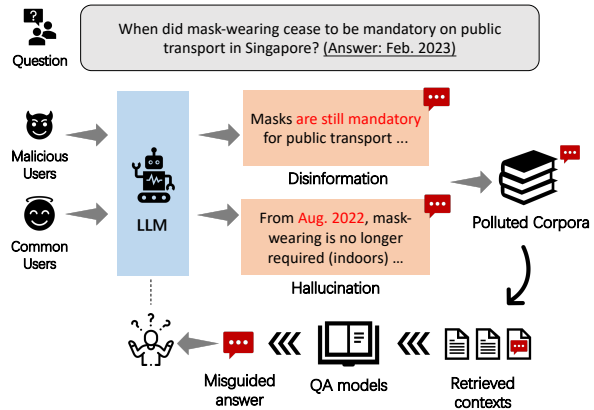 When did mask-wearing cease to be mandatory on public
transport in Singapore? (Answer: Feb. 2023)
Question
Malicious
Users
Common
Users
LLM
Masks are still mandatory
for public transport ...
Disinformation
From Aug. 2022, mask-
wearing is no longer
required (indoors) ...
Hallucination
Polluted Corpora
Misguided
answer
QA models
Retrieved
contexts